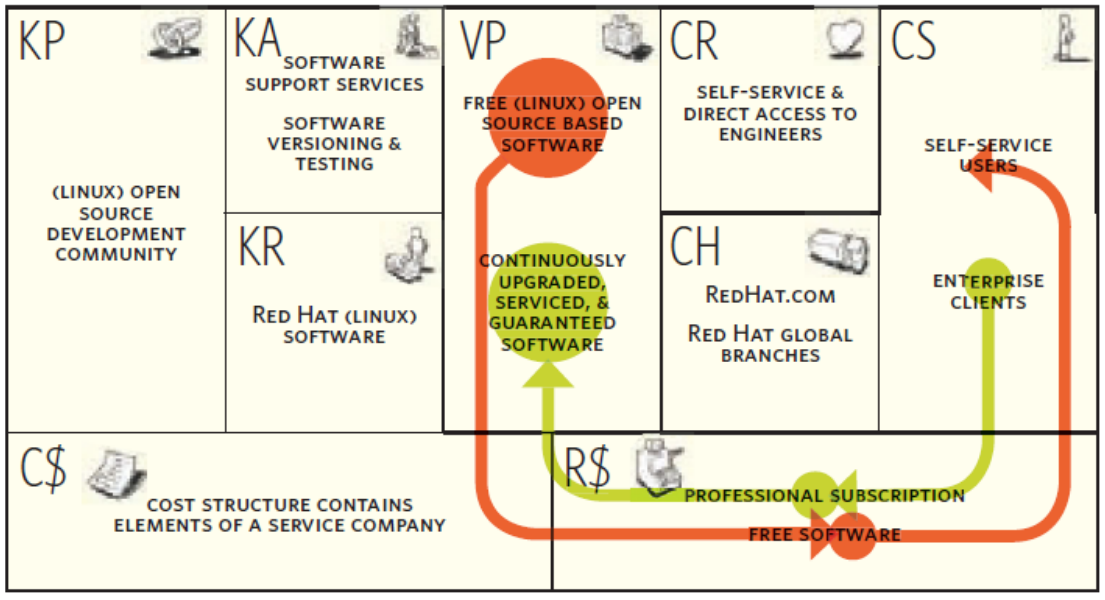 KP
(LINUX) OPEN
SOURCE
DEVELOPMENT
COMMUNITY
KA
SOFTWARE
SUPPORT SERVICES
SOFTWARE
VERSIONING &
TESTING
KR
RED HAT (LINUX)
SOFTWARE
VP
FREE (LINUX) OPEN
SOURCE BASED
SOFTWARE
CONTINUOUSLY
UPGRADED,
SERVICED, &
GUARANTEED
SOFTWARE
CR
SELF-SERVICE &
DIRECT ACCESS TO
ENGINEERS
CH
REDHAT.COM
RED HAT GLOBAL
BRANCHES
CS
SELF-SERVICE
USERS
ENTERPRISE
CLIENTS
C$
COST STRUCTURE CONTAINS
ELEMENTS OF A SERVICE COMPANY
R$
PROFESSIONAL SUBSCRIPTION
FREE SOFTWARE